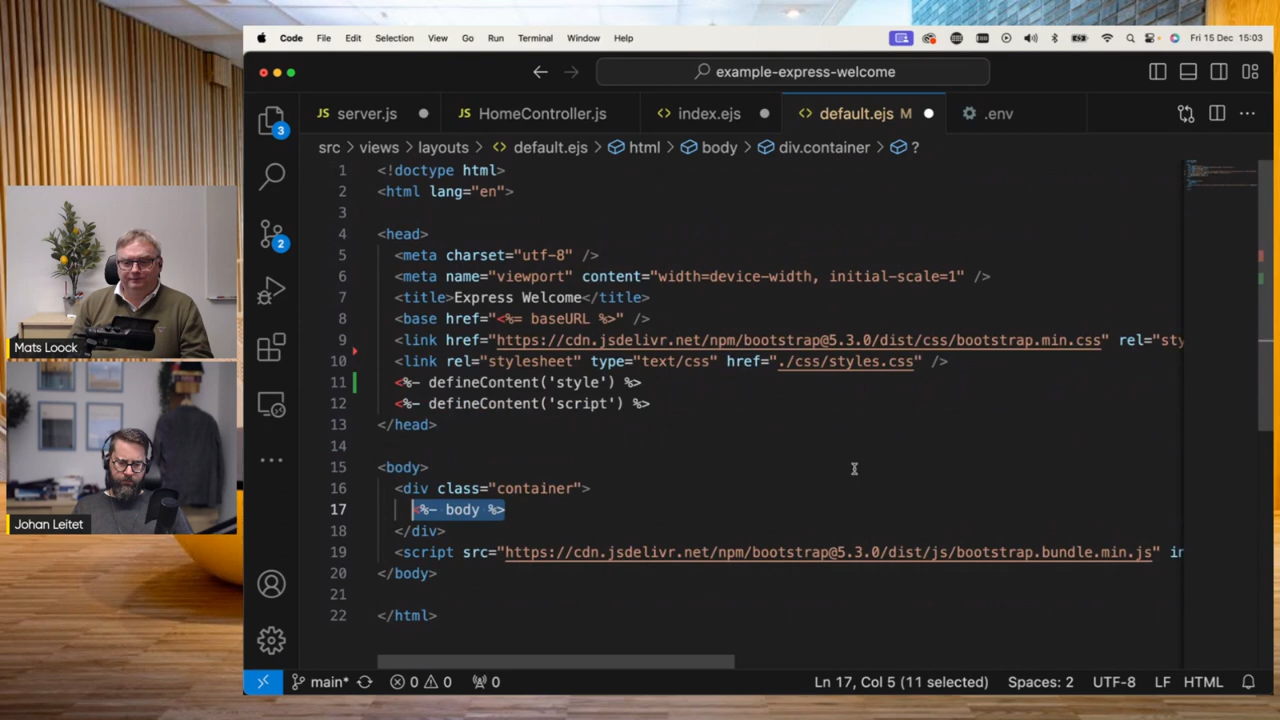 Code File Edit Selection View Go Run Terminal Window Help Fri 15 Dec 15:03
example-express-welcome
JS server.js JS HomeController.js <> index.ejs <> default.ejs M .env
src > views > layouts > <> default.ejs > html > body > div.container > ?
1 <!doctype html>
2 <html lang="en">
3
4 <head>
5 <meta charset="utf-8" />
6 <meta name="viewport" content="width=device-width, initial-scale=1" />
7 <title>Express Welcome</title>
8 <base href="<%= baseURL %>" />
9 <link href="https://cdn.jsdelivr.net/npm/bootstrap@5.3.0/dist/css/bootstrap.min.css" rel="sty
10 <link rel="stylesheet" type="text/css" href="./css/styles.css" />
11 <%- defineContent('style') %>
12 <%- defineContent('script') %>
13 </head>
14
15 <body>
16 <div class="container">
17 <%- body %>
18 </div>
19 <script src="https://cdn.jsdelivr.net/npm/bootstrap@5.3.0/dist/js/bootstrap.bundle.min.js" in
20 </body>
21
22 </html>
3
2
Mats Loock
Johan Leitet
main* 0 0 0 Ln 17, Col 5 (11 selected) Spaces: 2 UTF-8 LF HTML